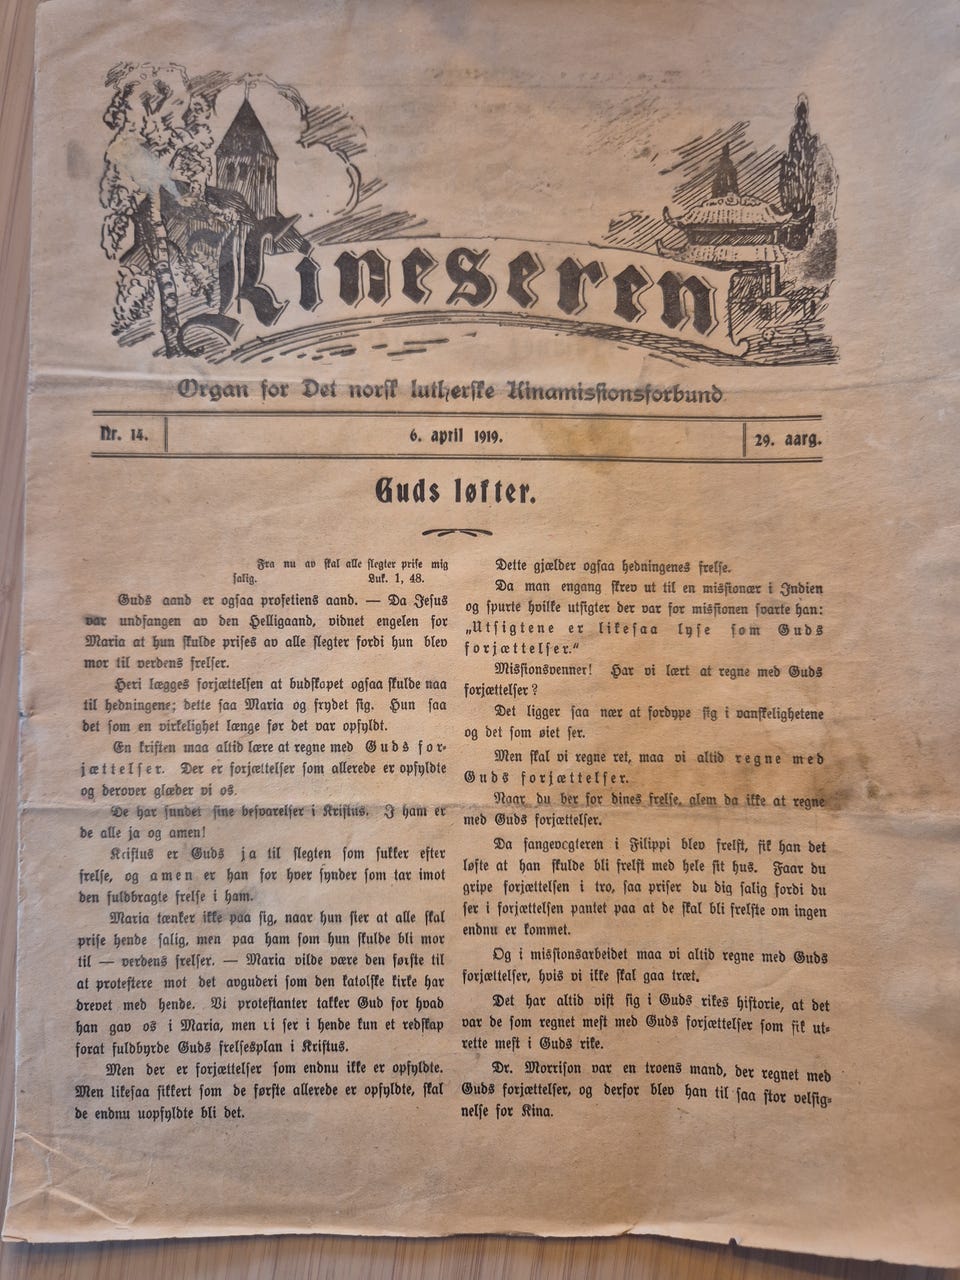 Kineseren
Organ for Det norsk lutherske Kinamissionsforbund
Nr. 14.
6. april 1919.
29. aarg.
Guds løfter.
Fra nu av skal alle slegter prise mig
salig. Luk. 1, 48.
Guds aand er ogsaa profetiens aand. — Da Jesus
var undfangen av den Helligaand, vidnet engelen for
Maria at hun skulde prises av alle slegter fordi hun blev
mor til verdens frelser.
Heri lægges forjættelsen at budskapet ogsaa skulde naa
til hedningene; dette saa Maria og frydet sig. Hun saa
det som en virkelighet længe før det var opfyldt.
En kristen maa altid lære at regne med Guds for-
jættelser. Der er forjættelser som allerede er opfyldte
og derover glæder vi os.
De har fundet sine besvarelser i Kristus. I ham er
de alle ja og amen!
Kristus er Guds ja til slegten som sukker efter
frelse, og amen er han for hver synder som tar imot
den fuldbragte frelse i ham.
Maria tænker ikke paa sig, naar hun sier at alle skal
prise hende salig, men paa ham som hun skulde bli mor
til — verdens frelser. — Maria vilde være den første til
at protestere mot det avguderi som den katolske kirke har
drevet med hende. Vi protestanter takker Gud for hvad
han gav os i Maria, men vi ser i hende kun et redskap
forat fuldbyrde Guds frelsesplan i Kristus.
Men der er forjættelser som endnu ikke er opfyldte.
Men likesaa sikkert som de første allerede er opfyldte, skal
de endnu uopfyldte bli det.
Dette gjælder ogsaa hedningenes frelse.
Da man engang skrev ut til en missionær i Indien
og spurte hvilke utsigter der var for missionen svarte han:
„Utsigtene er likesaa lyse som Guds
forjættelser.“
Missionsvenner! Har vi lært at regne med Guds
forjættelser?
Det ligger saa nær at fordype sig i vanskelighetene
og det som øiet ser.
Men skal vi regne ret, maa vi altid regne med
Guds forjættelser.
Naar du ber for dines frelse, glem da ikke at regne
med Guds forjættelser.
Da fangevogteren i Filippi blev frelst, fik han det
løfte at han skulde bli frelst med hele sit hus. Faar du
gripe forjættelsen i tro, saa priser du dig salig fordi du
ser i forjættelsen pantet paa at de skal bli frelste om ingen
endnu er kommet.
Og i missionsarbeidet maa vi altid regne med Guds
forjættelser, hvis vi ikke skal gaa træt.
Det har altid vist sig i Guds rikes historie, at det
var de som regnet mest med Guds forjættelser som fik ut-
rette mest i Guds rike.
Dr. Morrison var en troens mand, der regnet med
Guds forjættelser, og derfor blev han til saa stor velsig-
nelse for Kina.